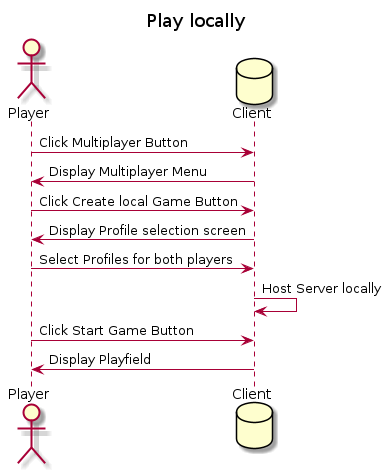 Play locally
Player
Client
Click Multiplayer Button
Display Multiplayer Menu
Click Create local Game Button
Display Profile selection screen
Select Profiles for both players
Host Server locally
Click Start Game Button
Display Playfield
Player
Client